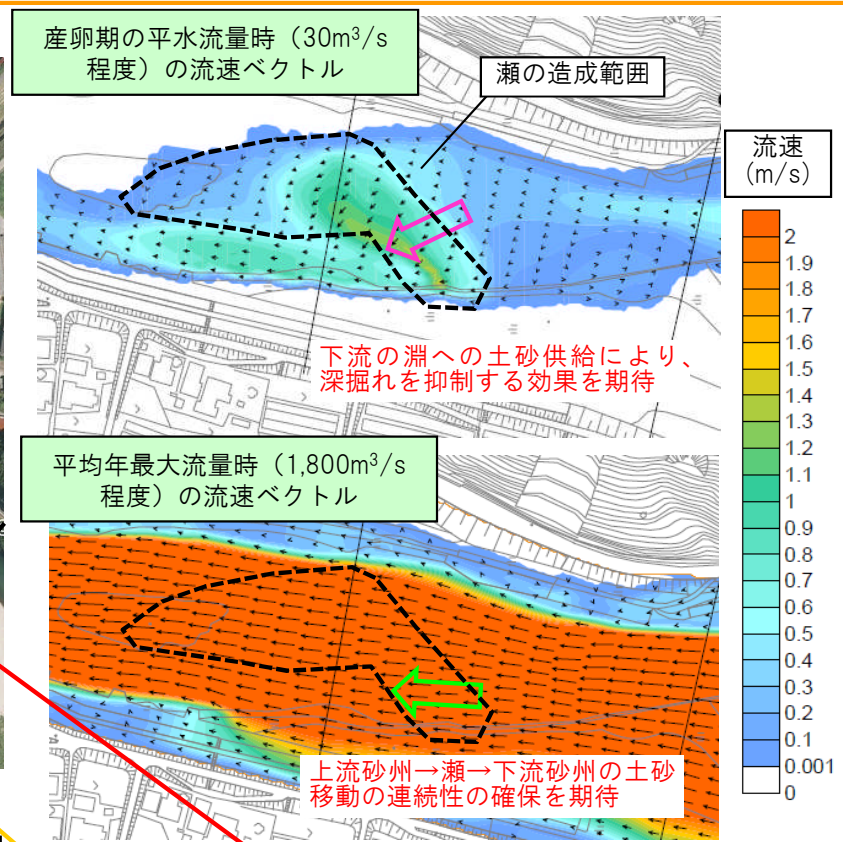 産卵期の平水流量時（30m³/s
程度）の流速ベクトル
瀬の造成範囲
流速
(m/s)
2
1.9
1.8
1.7
1.6
1.5
1.4
1.3
1.2
1.1
1
0.9
0.8
0.7
0.6
0.5
0.4
0.3
0.2
0.1
0.001
0
下流の淵への土砂供給により、
深掘れを抑制する効果を期待
平均年最大流量時（1,800m³/s
程度）の流速ベクトル
上流砂州→瀬→下流砂州の土砂
移動の連続性の確保を期待